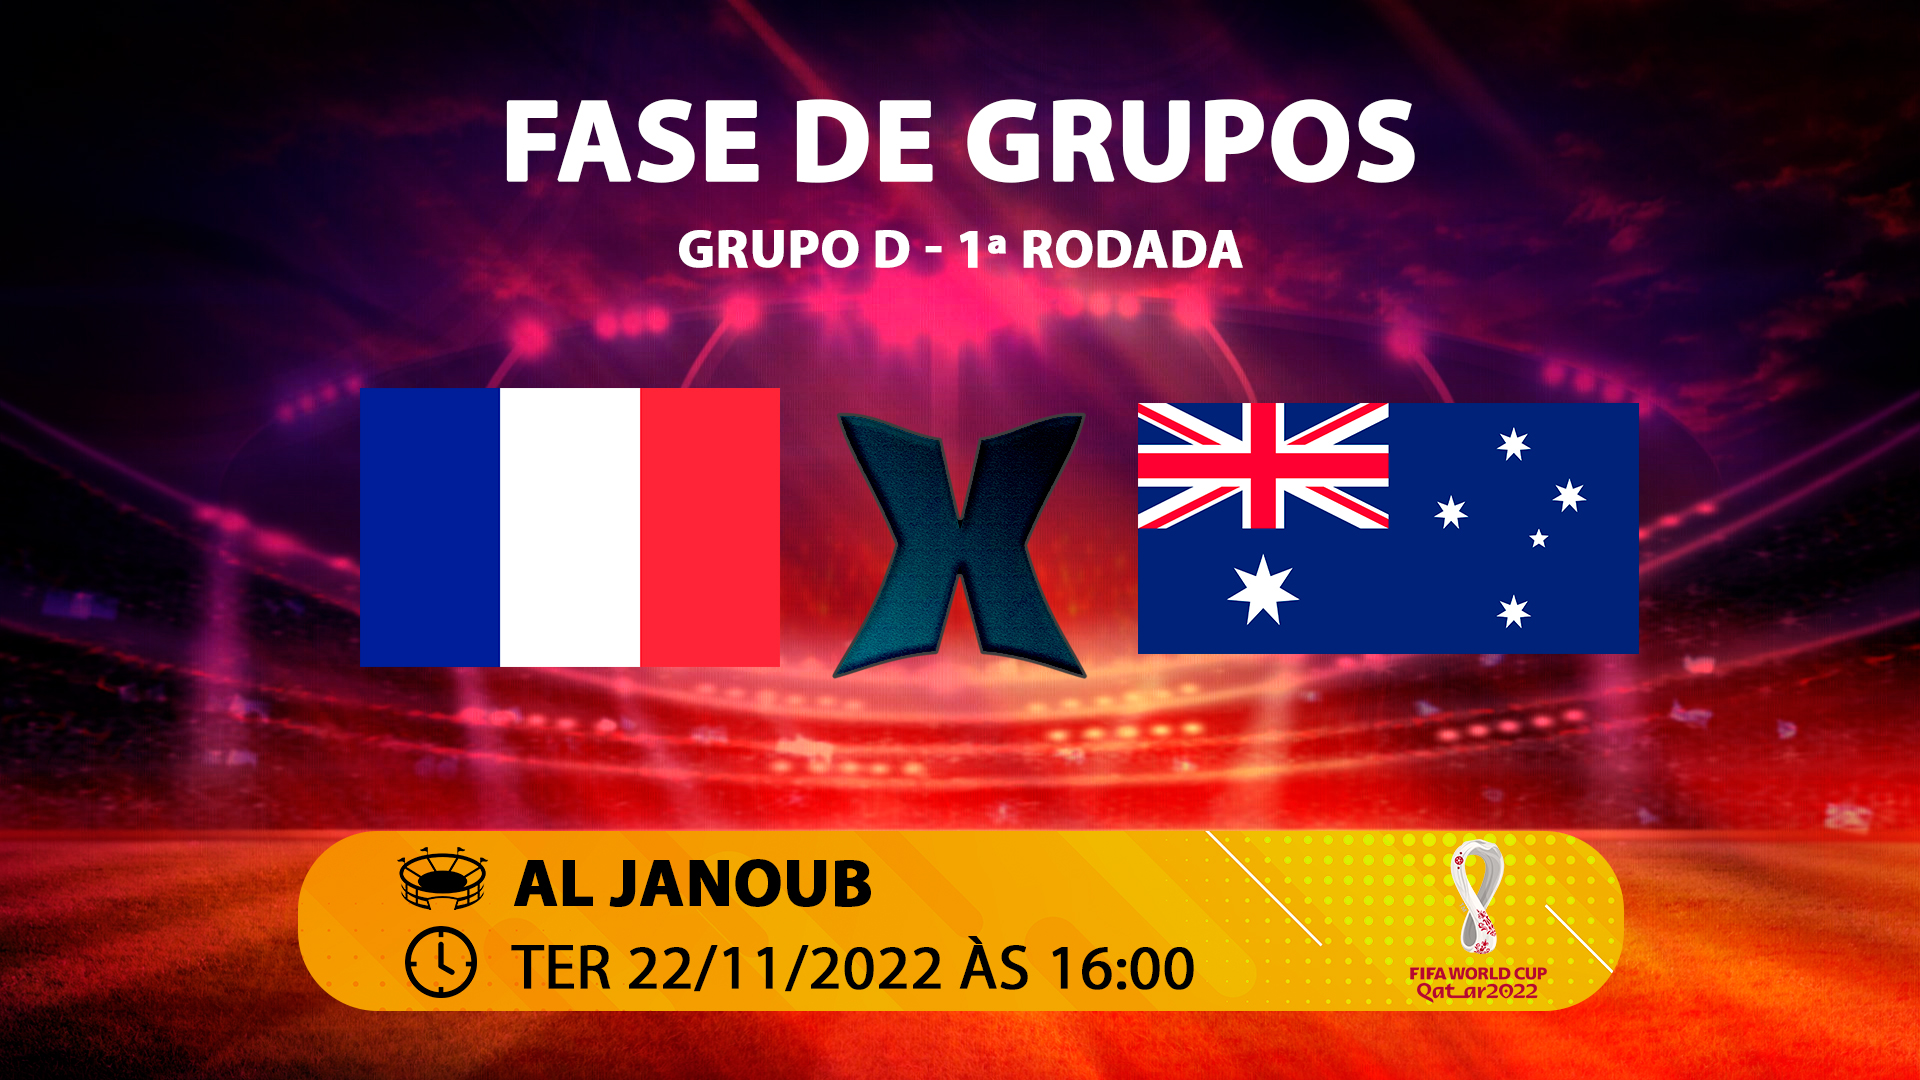 FASE DE GRUPOS
GRUPO D - 1ª RODADA
X
AL JANOUB
TER 22/11/2022 ÀS 16:00
FIFA WORLD CUP
Qatar2022